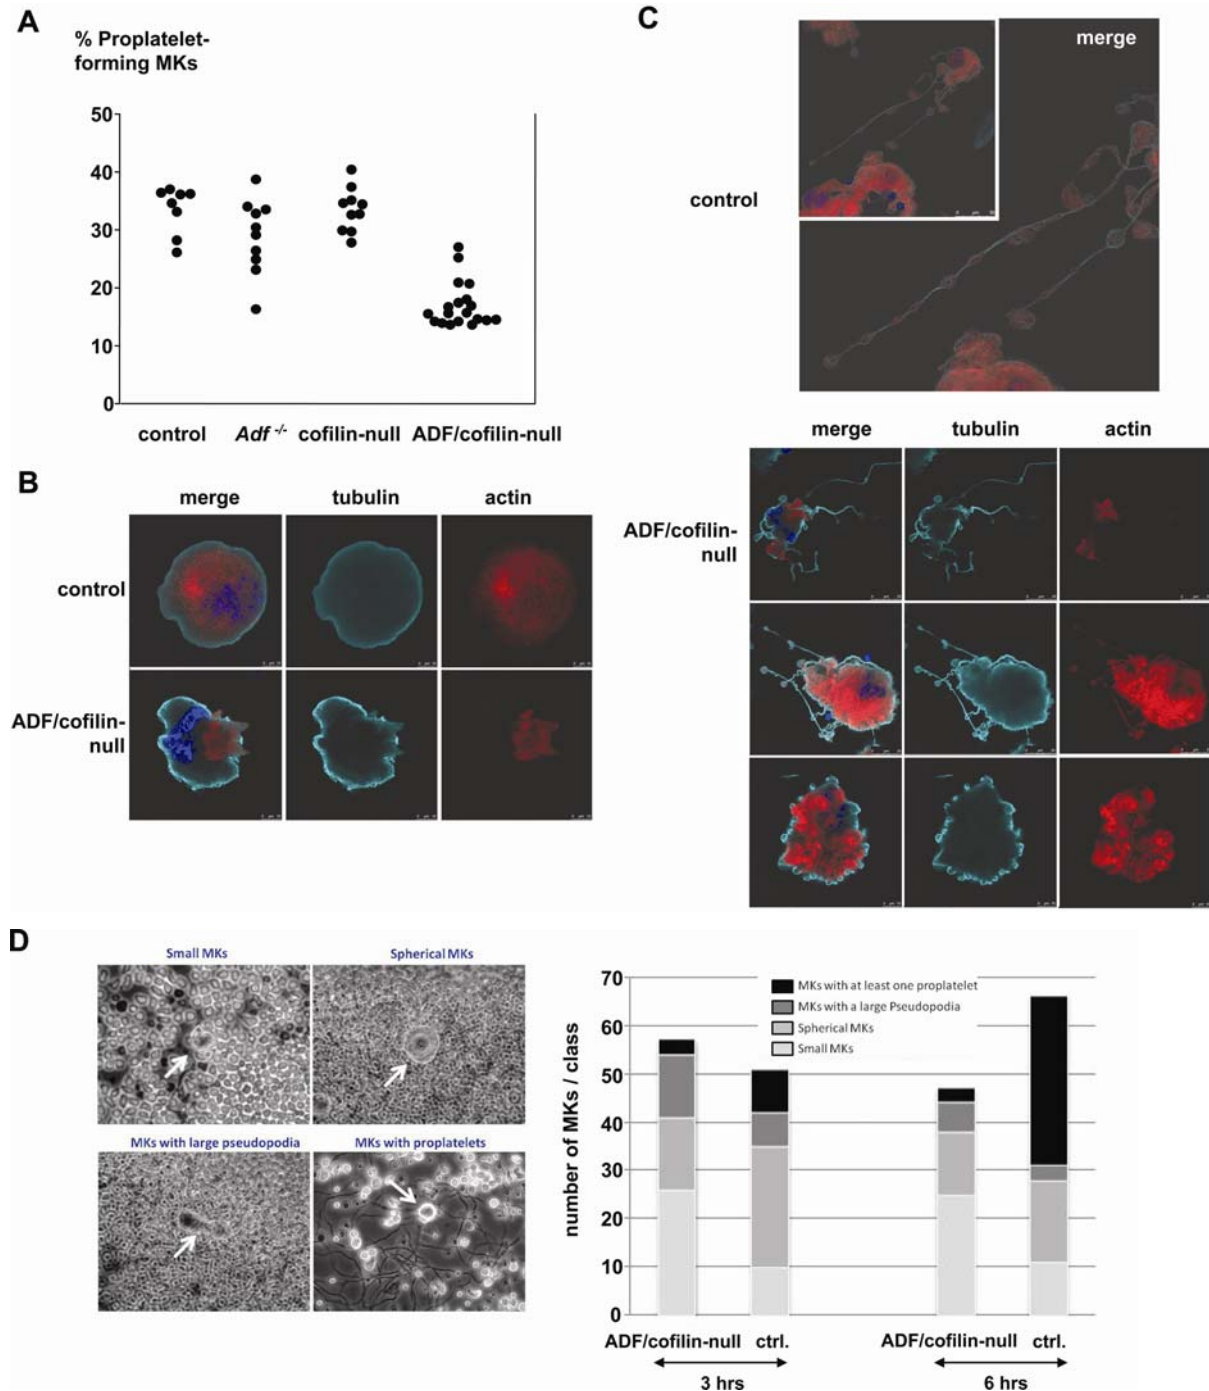 A
% Proplatelet-
forming MKs
50
40
30
20
10
0
control Adf -/- cofilin-null ADF/cofilin-null
B
merge tubulin actin
control
ADF/cofilin-
null
C
merge
control
merge tubulin actin
ADF/cofilin-
null
D
Small MKs
Spherical MKs
MKs with large pseudopodia
MKs with proplatelets
number of MKs / class
70
60
50
40
30
20
10
0
MKs with at least one proplatelet
MKs with a large Pseudopodia
Spherical MKs
Small MKs
ADF/cofilin-null ctrl. ADF/cofilin-null ctrl.
3 hrs 6 hrs